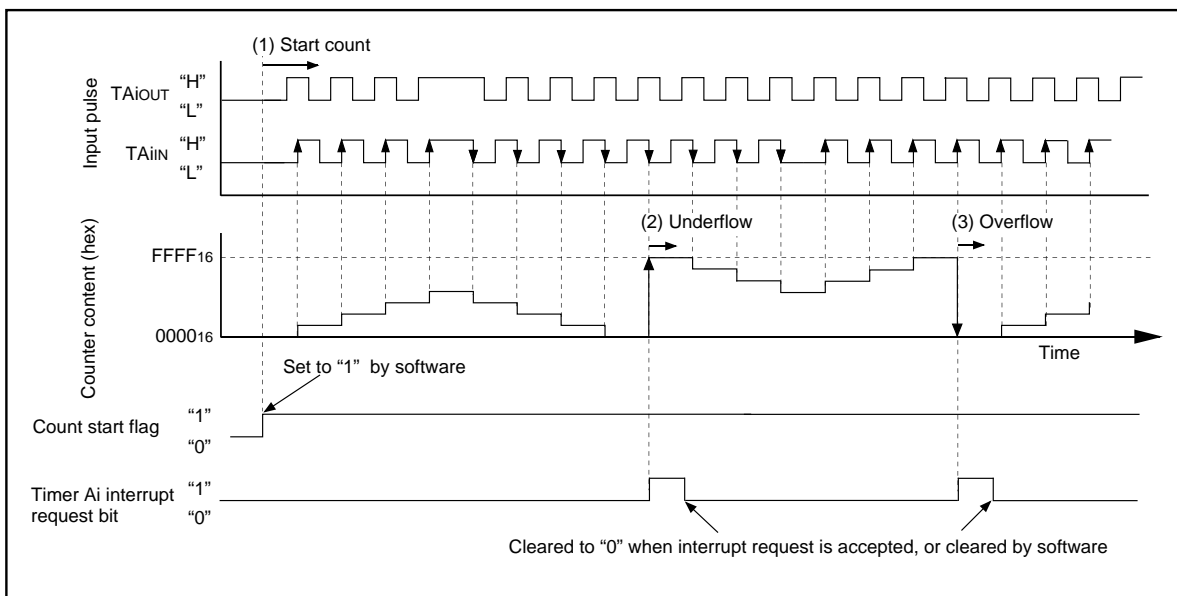 (1) Start count
Input pulse
TAiOUT
“H”
“L”
TAiIN
“H”
“L”
Counter content (hex)
FFFF16
000016
(2) Underflow
(3) Overflow
Time
Set to “1” by software
Count start flag
“1”
“0”
Timer Ai interrupt
request bit
“1”
“0”
Cleared to “0” when interrupt request is accepted, or cleared by software